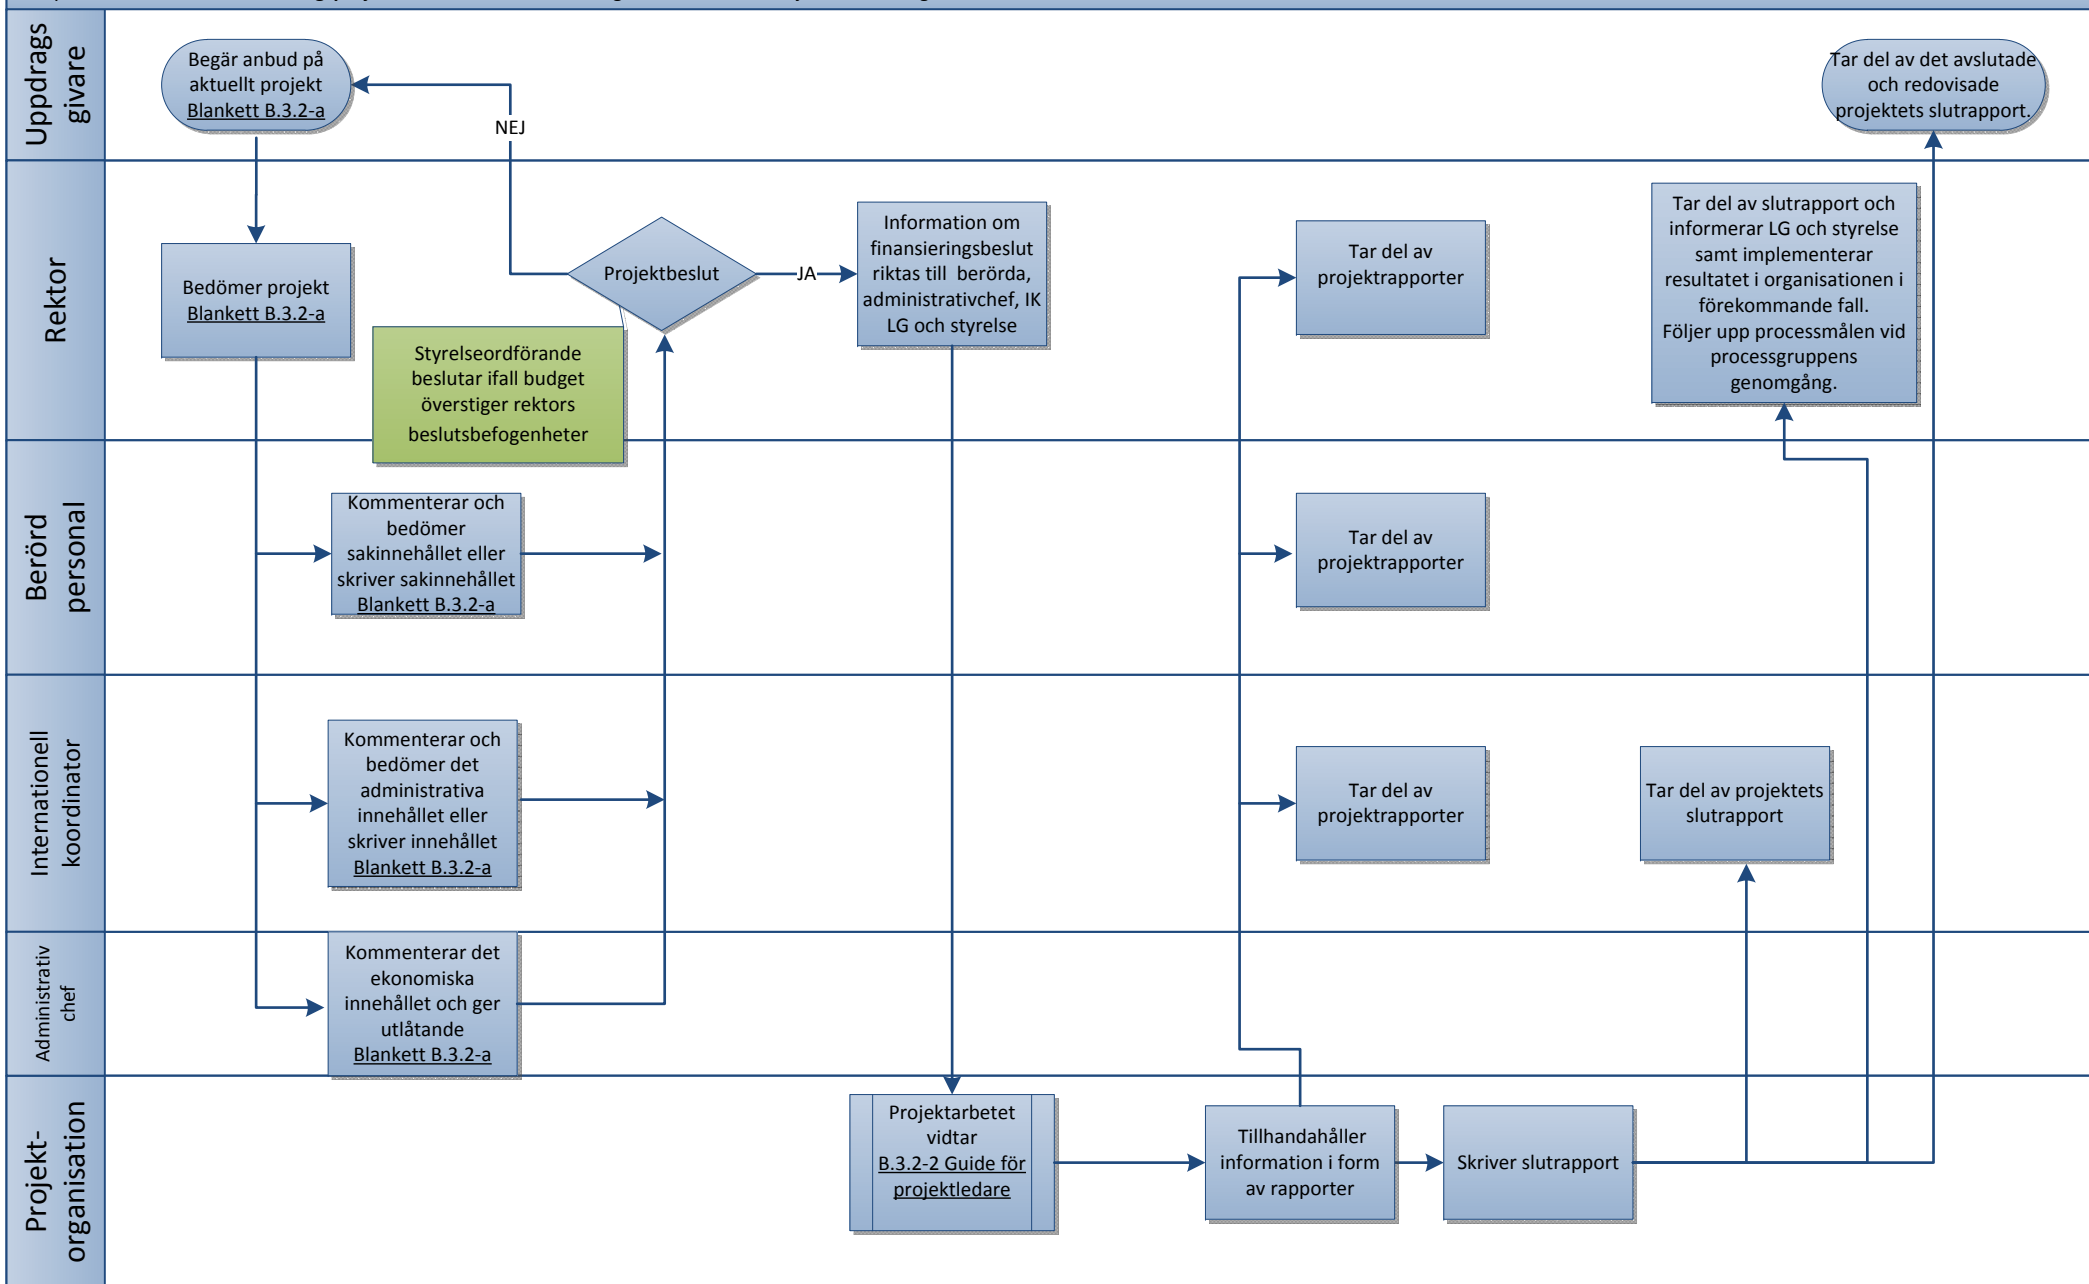 Uppdrags
givare
Begär anbud på
aktuellt projekt
Blankett B.3.2-a
NEJ
Tar del av det avslutade
och redovisade
projektets slutrapport.
Rektor
Bedömer projekt
Blankett B.3.2-a
Projektbeslut
JA
Styrelseordförande
beslutar ifall budget
överstiger rektors
beslutsbefogenheter
Information om
finansieringsbeslut
riktas till berörda,
administrativchef, IK
LG och styrelse
Tar del av
projektrapporter
Tar del av slutrapport och
informerar LG och styrelse
samt implementerar
resultatet i organisationen i
förekommande fall.
Följer upp processmålen vid
processgruppens
genomgång.
Berörd
personal
Kommenterar och
bedömer
sakinnehållet eller
skriver sakinnehållet
Blankett B.3.2-a
Tar del av
projektrapporter
Internationell
koordinator
Kommenterar och
bedömer det
administrativa
innehållet eller
skriver innehållet
Blankett B.3.2-a
Tar del av
projektrapporter
Tar del av projektets
slutrapport
Administrativ
chef
Kommenterar det
ekonomiska
innehållet och ger
utlåtande
Blankett B.3.2-a
Projekt-
organisation
Projektarbetet
vidtar
B.3.2-2 Guide för
projektledare
Tillhandahåller
information i form
av rapporter
Skriver slutrapport